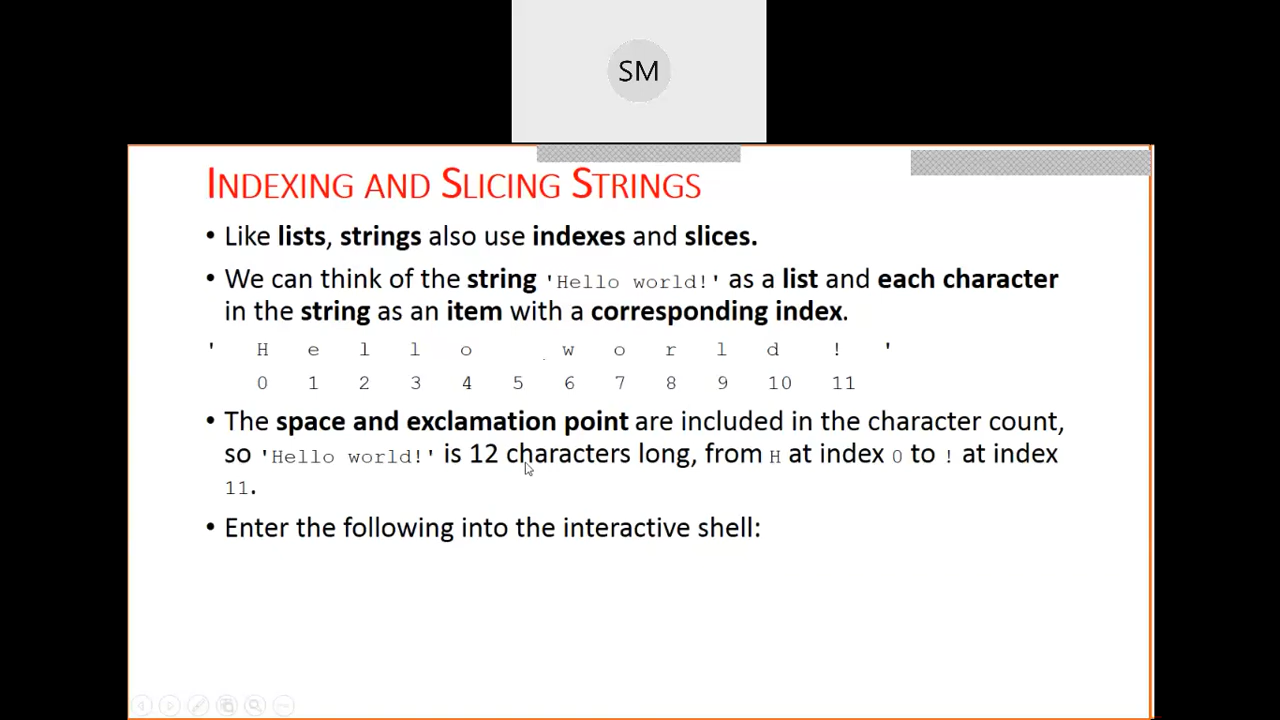 SM
INDEXING AND SLICING STRINGS
• Like lists, strings also use indexes and slices.
• We can think of the string 'Hello world!' as a list and each character
in the string as an item with a corresponding index.
' H e l l o w o r l d ! '
0 1 2 3 4 5 6 7 8 9 10 11
• The space and exclamation point are included in the character count,
so 'Hello world!' is 12 characters long, from H at index 0 to ! at index
11.
• Enter the following into the interactive shell: